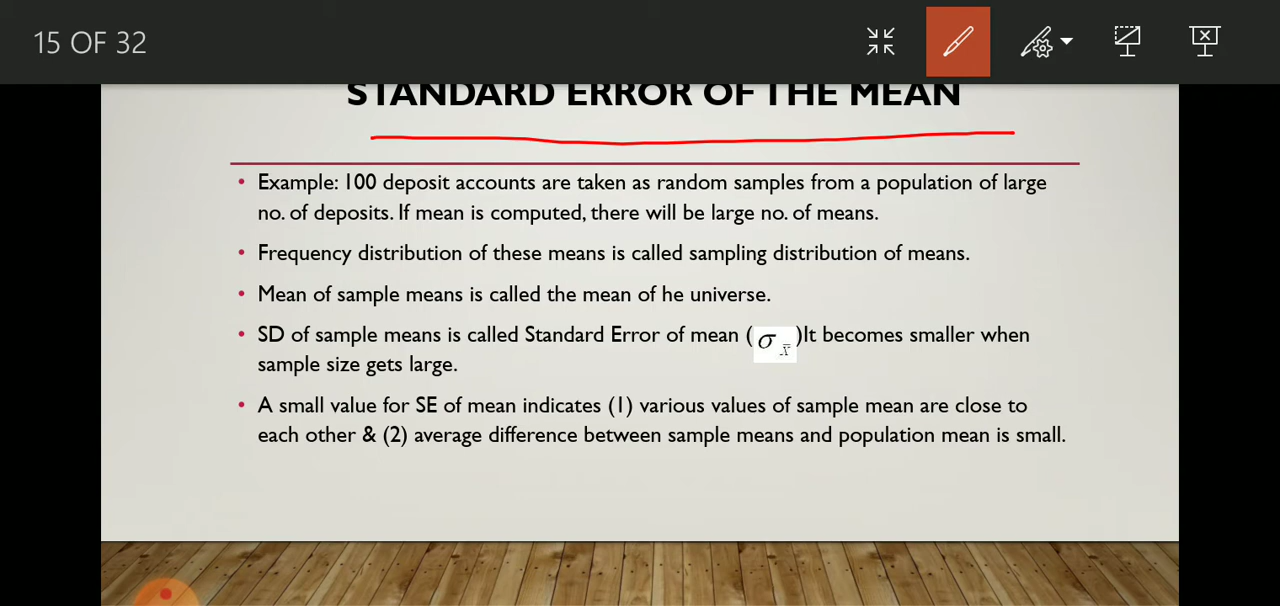 15 OF 32
STANDARD ERROR OF THE MEAN
• Example: 100 deposit accounts are taken as random samples from a population of large
no. of deposits. If mean is computed, there will be large no. of means.
• Frequency distribution of these means is called sampling distribution of means.
• Mean of sample means is called the mean of he universe.
• SD of sample means is called Standard Error of mean (σ x̄)It becomes smaller when
sample size gets large.
• A small value for SE of mean indicates (1) various values of sample mean are close to
each other & (2) average difference between sample means and population mean is small.